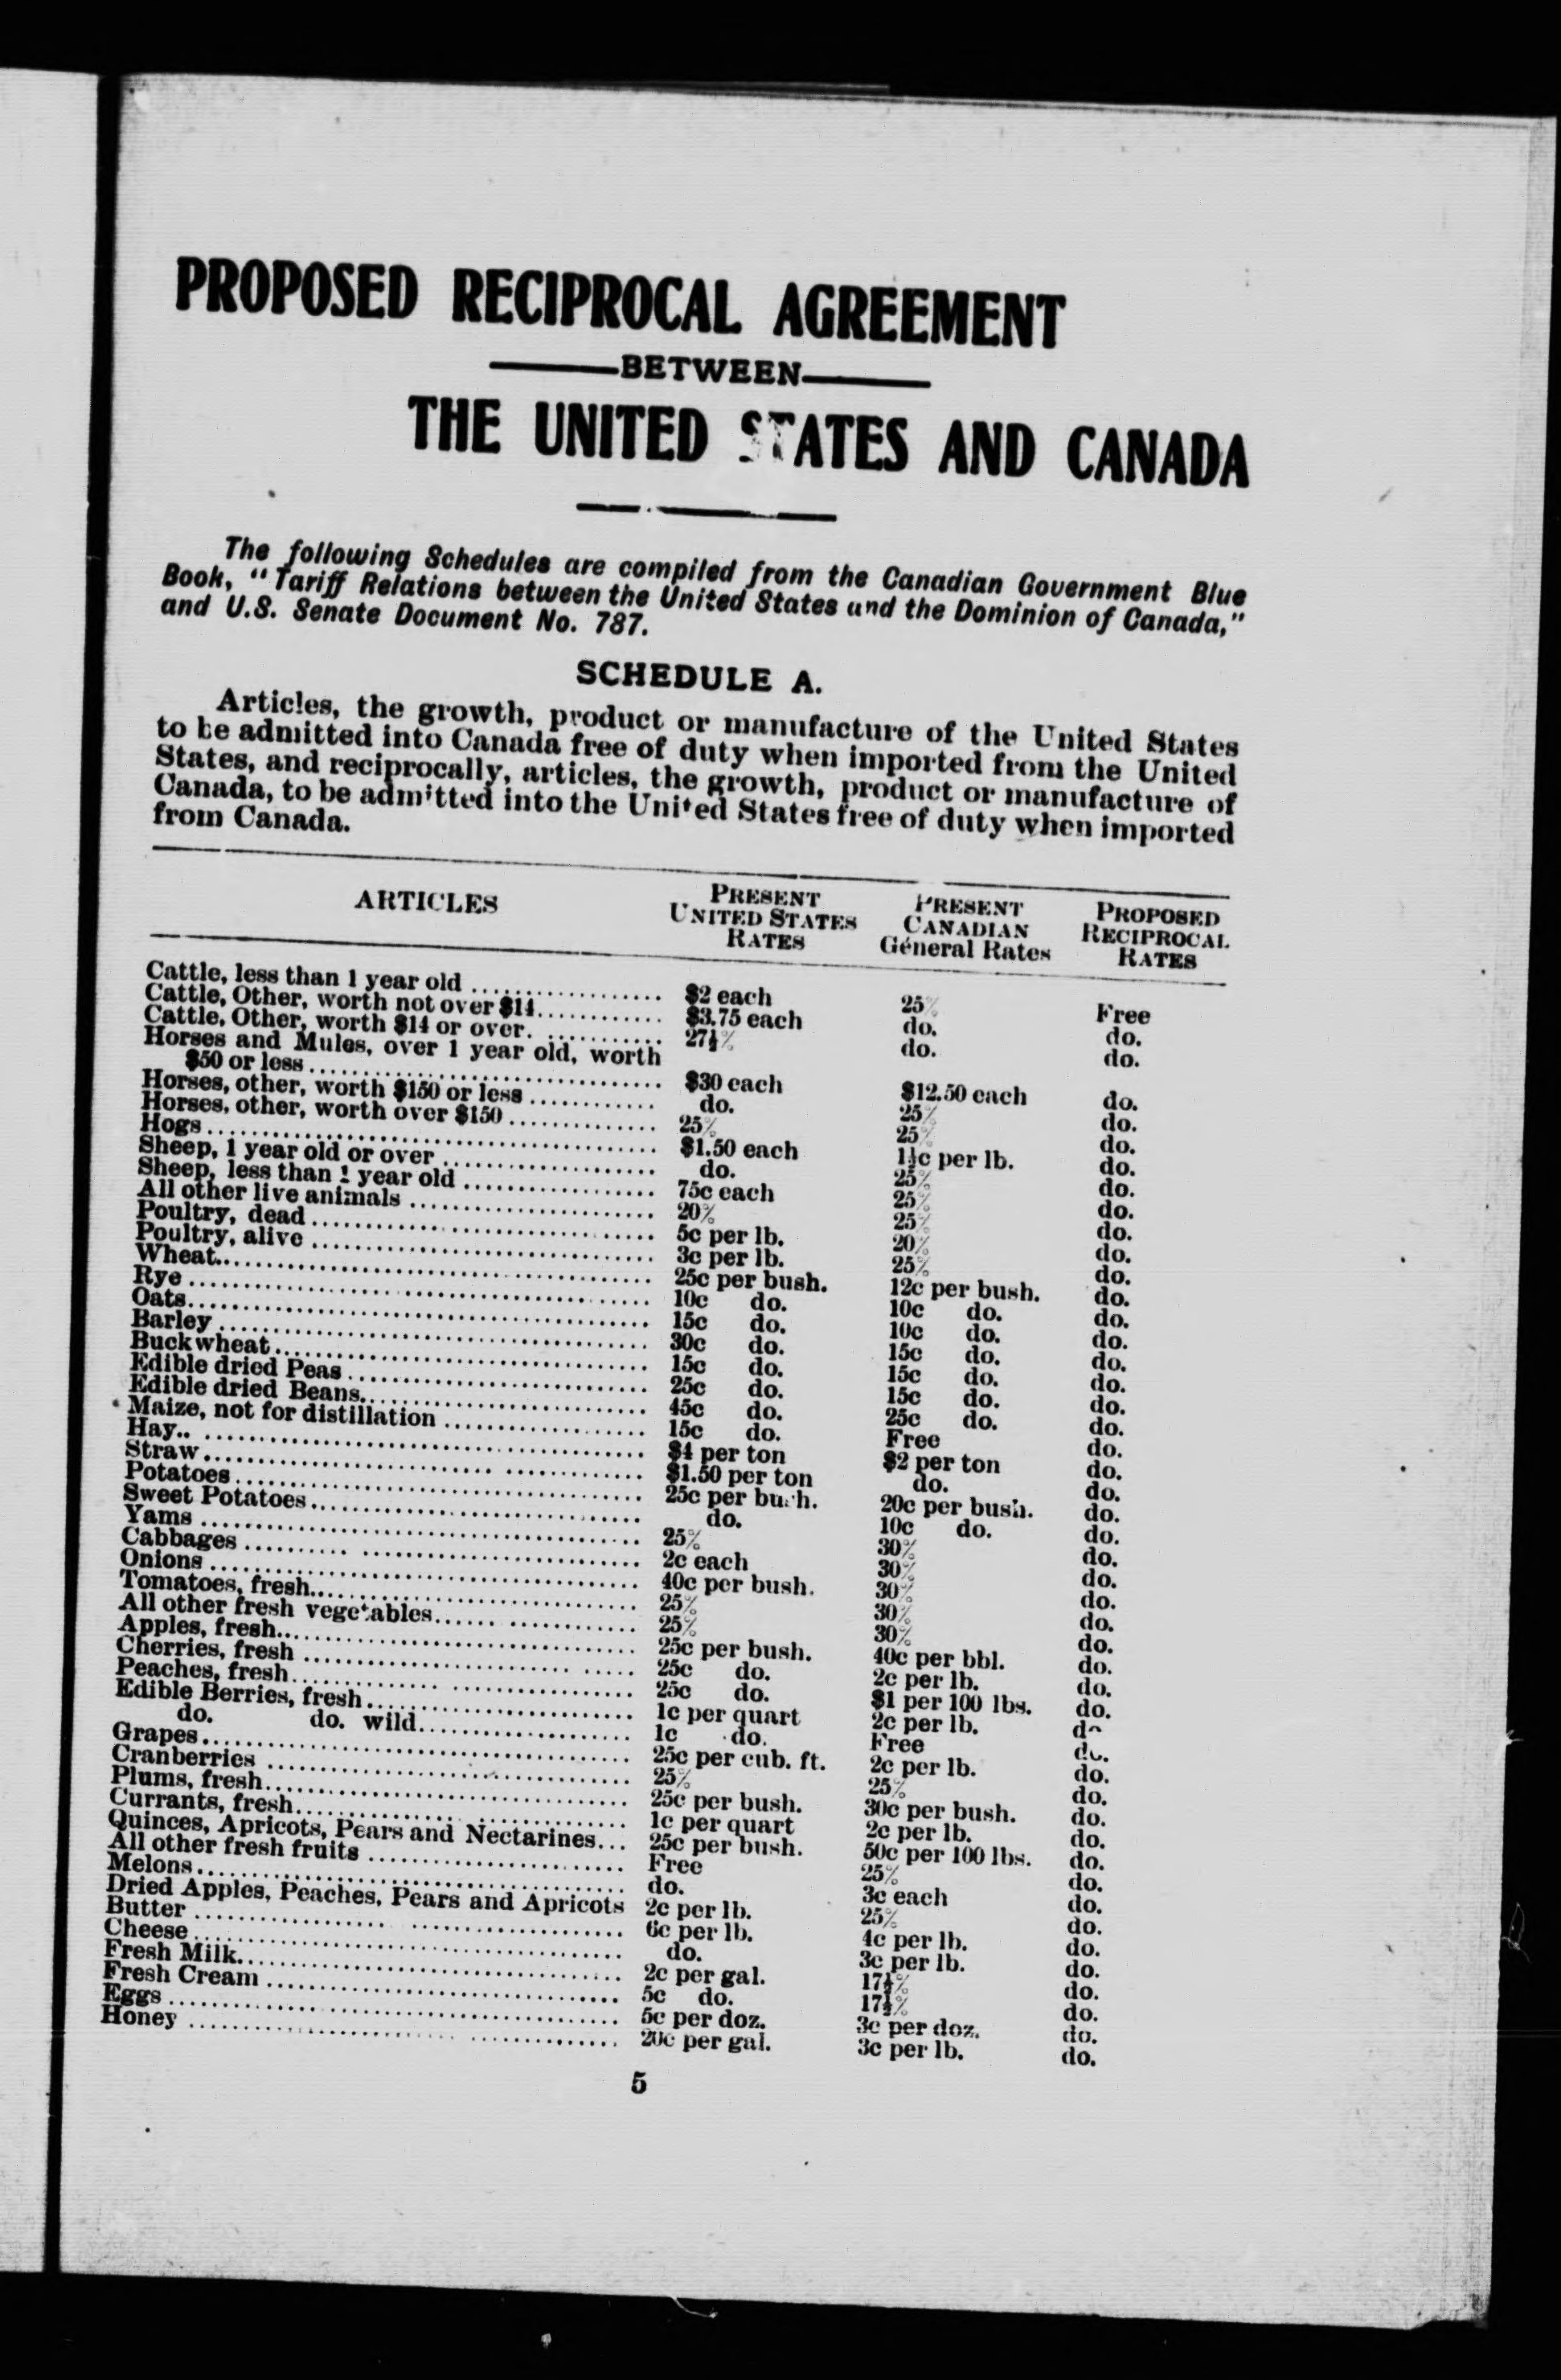 PROPOSED RECIPROCAL AGREEMENT
BETWEEN
THE UNITED STATES AND CANADA
The following Schedules are compiled from the Canadian Government Blue
Book, "Tariff Relations between the United States and the Dominion of Canada,"
and U.S. Senate Document No. 787.
SCHEDULE A.
Articles, the growth, product or manufacture of the United States
to be admitted into Canada free of duty when imported from the United
States, and reciprocally, articles, the growth, product or manufacture of
Canada, to be admitted into the United States free of duty when imported
from Canada.
ARTICLES
PRESENT
UNITED STATES
RATES
PRESENT
CANADIAN
General Rates
PROPOSED
RECIPROCAL
RATES
Cattle, less than 1 year old ........ $2 each 25% Free
Cattle, Other, worth not over $14 ........ $3.75 each do. do.
Cattle, Other, worth $14 or over. ........ 27½% do. do.
Horses and Mules, over 1 year old, worth
$50 or less ........ $30 each $12.50 each do.
Horses, other, worth $150 or less ........ do. 25% do.
Horses, other, worth over $150 ........ 25% 25% do.
Hogs ........ $1.50 each 1½c per lb. do.
Sheep, 1 year old or over ........ do. 25% do.
Sheep, less than 1 year old ........ 75c each 25% do.
All other live animals ........ 20% 25% do.
Poultry, dead ........ 5c per lb. 20% do.
Poultry, alive ........ 3c per lb. 25% do.
Wheat ........ 25c per bush. 12c per bush. do.
Rye ........ 10c do. 10c do. do.
Oats ........ 15c do. 10c do. do.
Barley ........ 30c do. 15c do. do.
Buckwheat ........ 15c do. 15c do. do.
Edible dried Peas ........ 25c do. 15c do. do.
Edible dried Beans ........ 45c do. 25c do. do.
Maize, not for distillation ........ 15c do. Free do.
Hay ........ $4 per ton $2 per ton do.
Straw ........ $1.50 per ton do. do.
Potatoes ........ 25c per bush. 20c per bush. do.
Sweet Potatoes ........ do. 10c do. do.
Yams ........ 25% 30% do.
Cabbages ........ 2c each 30% do.
Onions ........ 40c per bush. 30% do.
Tomatoes, fresh ........ 25% 30% do.
All other fresh vegetables ........ 25% 30% do.
Apples, fresh ........ 25c per bush. 40c per bbl. do.
Cherries, fresh ........ 25c do. 2c per lb. do.
Peaches, fresh ........ 25c do. $1 per 100 lbs. do.
Edible Berries, fresh ........ 1c per quart 2c per lb. do
do. do. wild ........ 1c do. Free do.
Grapes ........ 25c per cub. ft. 2c per lb. do.
Cranberries ........ 25% 25% do.
Plums, fresh ........ 25c per bush. 30c per bush. do.
Currants, fresh ........ 1c per quart 2c per lb. do.
Quinces, Apricots, Pears and Nectarines... 25c per bush. 50c per 100 lbs. do.
All other fresh fruits ........ Free 25% do.
Melons ........ do. 3c each do.
Dried Apples, Peaches, Pears and Apricots 2c per lb. 25% do.
Butter ........ 6c per lb. 4c per lb. do.
Cheese ........ do. 3c per lb. do.
Fresh Milk ........ 2c per gal. 17½% do.
Fresh Cream ........ 5c do. 17½% do.
Eggs ........ 5c per doz. 3c per doz. do.
Honey ........ 20c per gal. 3c per lb. do.
5